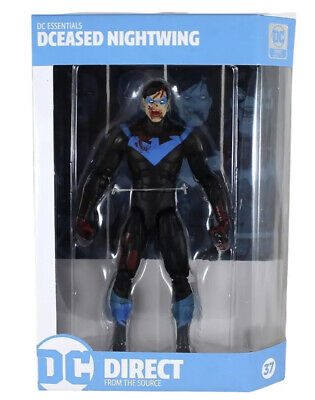 DC ESSENTIALS
DCEASED NIGHTWING
DC
DC
DIRECT
FROM THE SOURCE
37